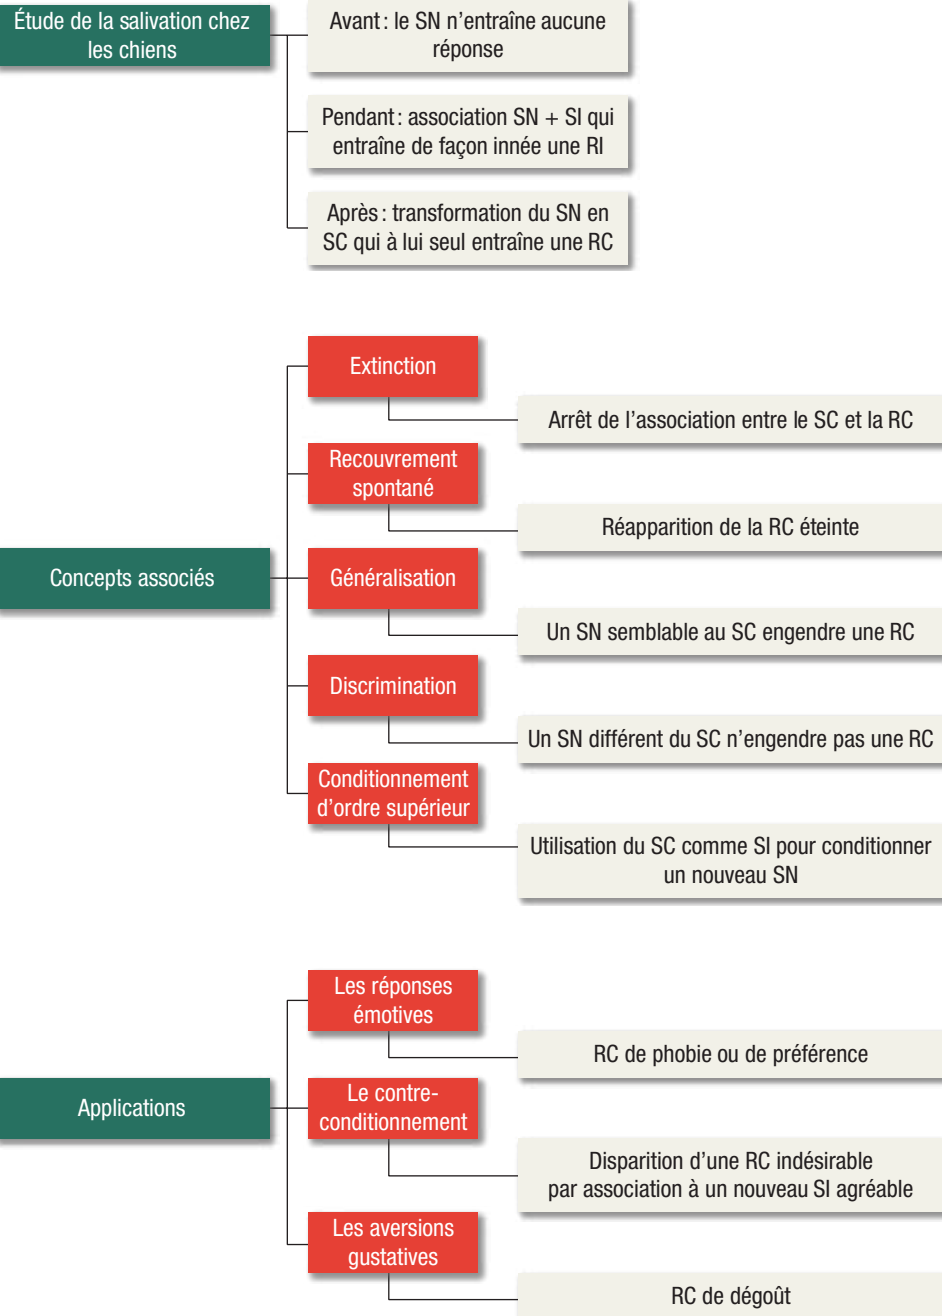 Étude de la salivation chez
les chiens
Avant : le SN n’entraîne aucune
réponse
Pendant : association SN + SI qui
entraîne de façon innée une RI
Après : transformation du SN en
SC qui à lui seul entraîne une RC
Extinction
Arrêt de l’association entre le SC et la RC
Recouvrement
spontané
Réapparition de la RC éteinte
Concepts associés
Généralisation
Un SN semblable au SC engendre une RC
Discrimination
Un SN différent du SC n’engendre pas une RC
Conditionnement
d’ordre supérieur
Utilisation du SC comme SI pour conditionner
un nouveau SN
Les réponses
émotives
RC de phobie ou de préférence
Applications
Le contre-
conditionnement
Disparition d’une RC indésirable
par association à un nouveau SI agréable
Les aversions
gustatives
RC de dégoût